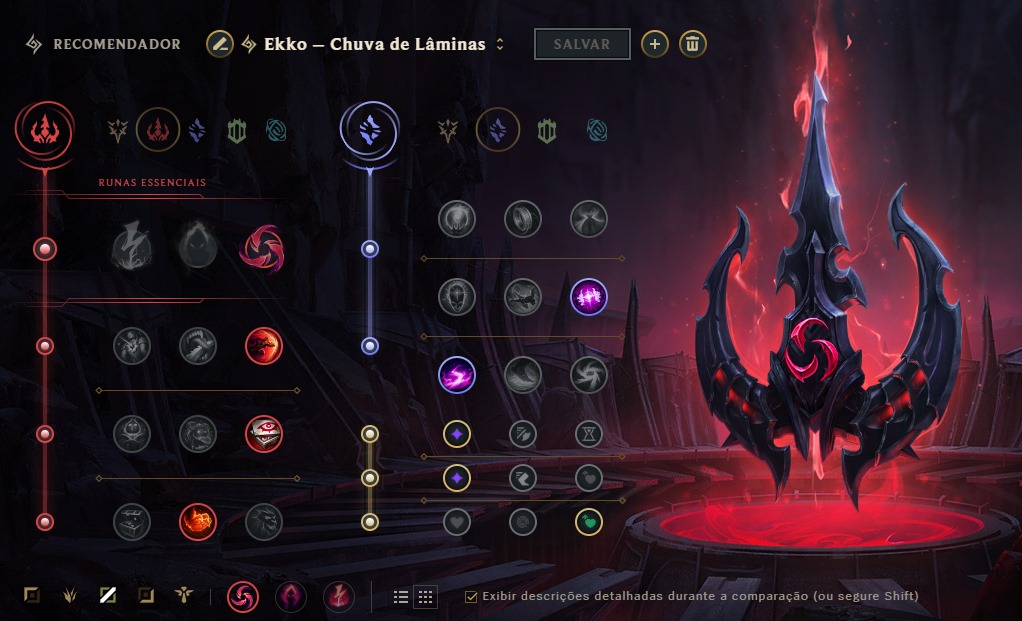 RECOMENDADOR
Ekko – Chuva de Lâminas
SALVAR
RUNAS ESSENCIAIS
Exibir descrições detalhadas durante a comparação (ou segure Shift)